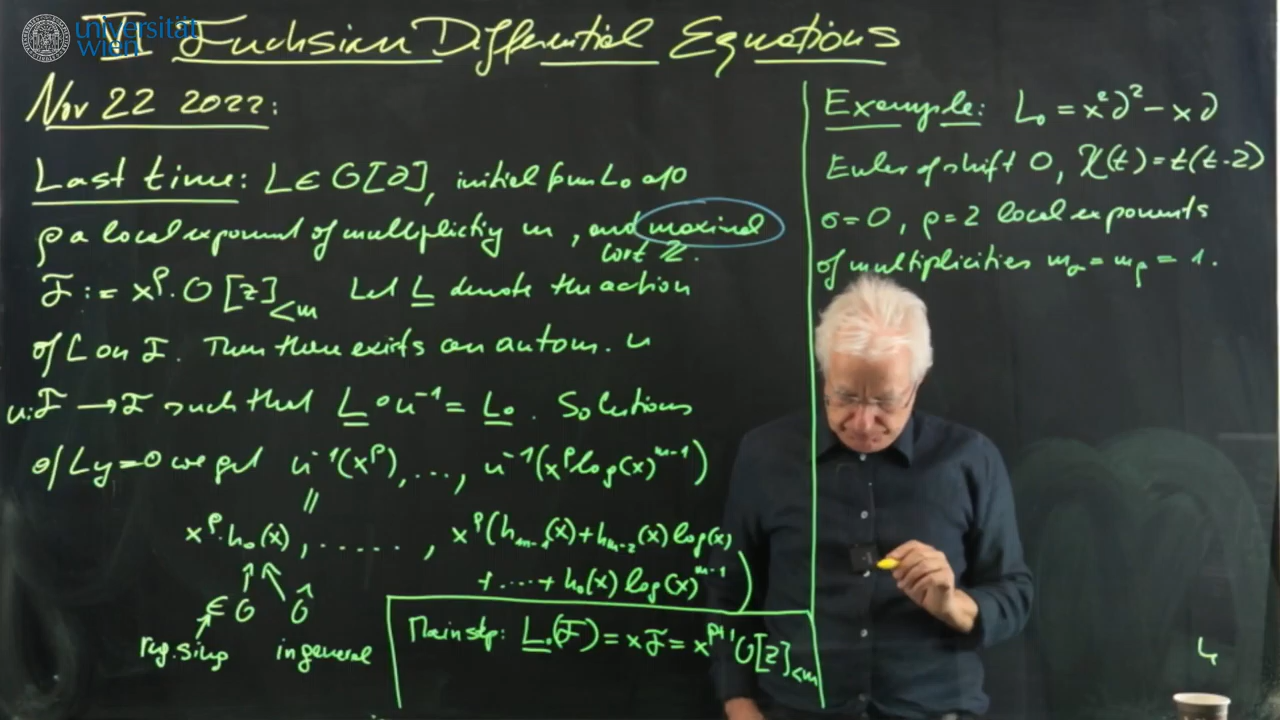 universität wien
VI Fuchsian Differential Equations
Nov 22 2022:
Last time: L ∈ O[∂], initial form L₀ at 0
ρ a local exponent of multiplicity m, and maximal
wrt Z.
F := x^ρ · O[z]_{<m} Let L denote the action
of L on F. Then there exists an autom. u
u: F → F such that L ∘ u⁻¹ = L₀. Solutions
of Ly=0 we get u⁻¹(x^ρ), ..., u⁻¹(x^ρ log(x)^{m-1})
||
x^ρ·h₀(x), ......, x^ρ(h_{m-1}(x)+h_{m-2}(x) log(x)
+ .... + h₀(x) log(x)^{m-1})
∈ O Ô
reg. sing in general
Main step: L₀(F) = xF = x^{ρ+1} O[z]_{<m}
Example: L₀ = x²∂² - x∂
Euler of shift 0, χ(t) = t(t-2)
σ=0, ρ=2 local exponents
of multiplicities m_σ = m_ρ = 1.